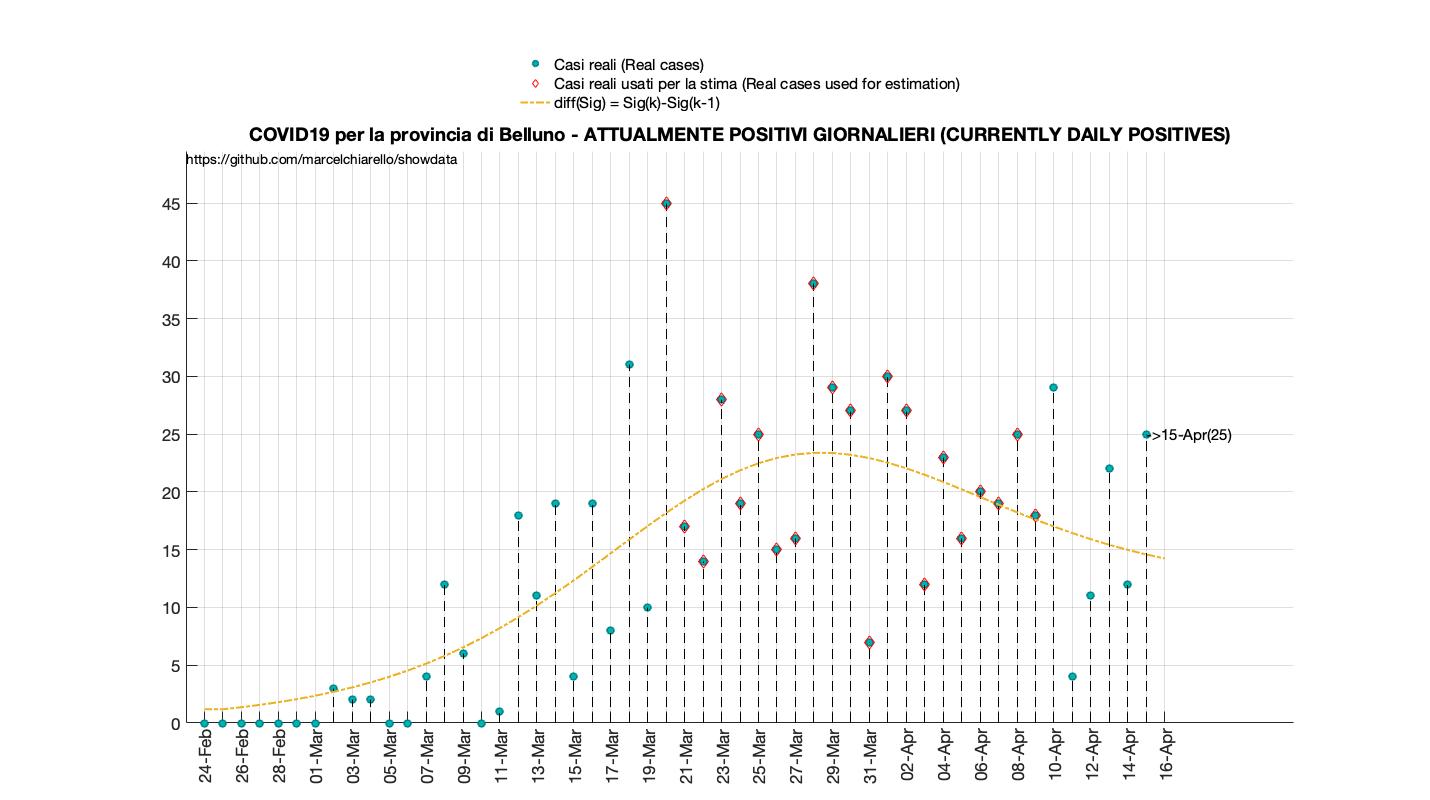 Casi reali (Real cases)
Casi reali usati per la stima (Real cases used for estimation)
diff(Sig) = Sig(k)-Sig(k-1)
COVID19 per la provincia di Belluno - ATTUALMENTE POSITIVI GIORNALIERI (CURRENTLY DAILY POSITIVES)
https://github.com/marcelchiarello/showdata
45
40
35
30
25
->15-Apr(25)
20
15
10
5
0
24-Feb
26-Feb
28-Feb
01-Mar
03-Mar
05-Mar
07-Mar
09-Mar
11-Mar
13-Mar
15-Mar
17-Mar
19-Mar
21-Mar
23-Mar
25-Mar
27-Mar
29-Mar
31-Mar
02-Apr
04-Apr
06-Apr
08-Apr
10-Apr
12-Apr
14-Apr
16-Apr